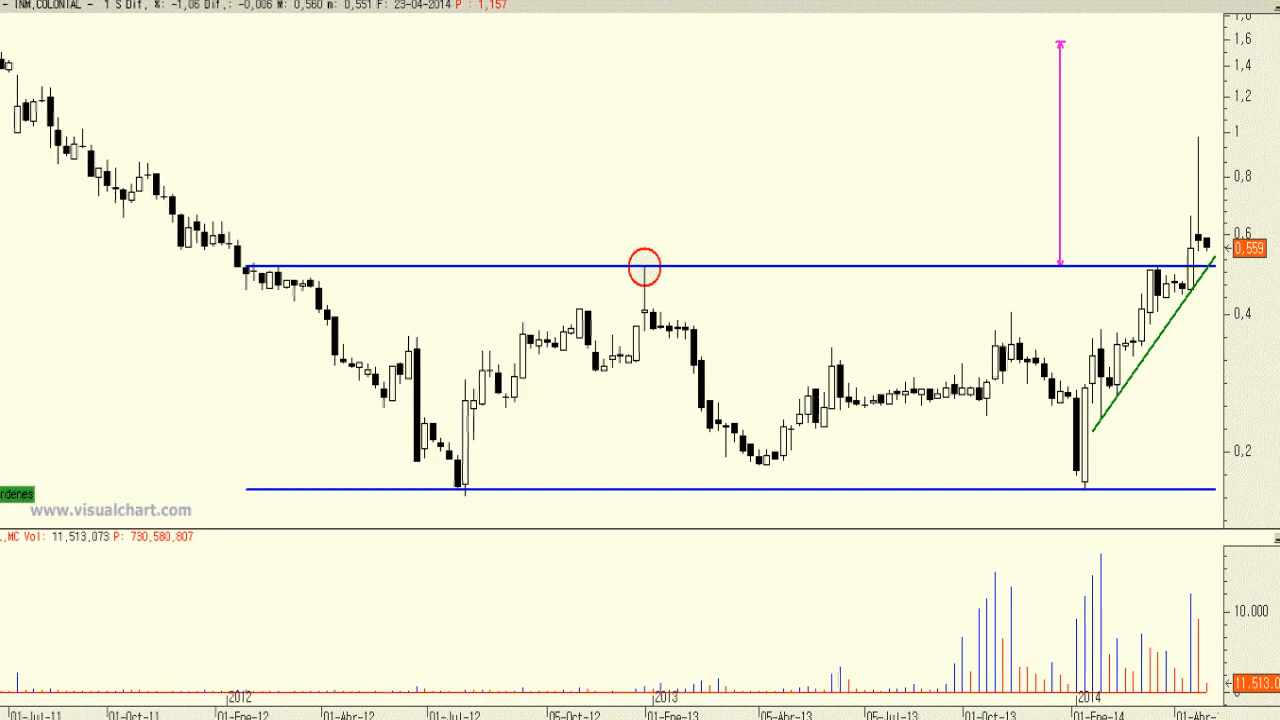 - INM,COLONIAL - 1 S Dif, %: -1,06 Dif,: -0,006 M: 0,560 m: 0,551 F: 23-04-2014 P : 1,157
1,6
1,4
1,2
1
0,8
0,6
0,559
0,4
0,2
rdenes
www.visualchart.com
.,MC Vol: 11,513,073 P: 730,580,807
10.000
11.513.0
2012
2013
2014
01-Jul-11
01-Oct-11
01-Ene-12
01-Abr-12
01-Jul-12
05-Oct-12
01-Ene-13
05-Abr-13
05-Jul-13
01-Oct-13
01-Ene-14
01-Abr-